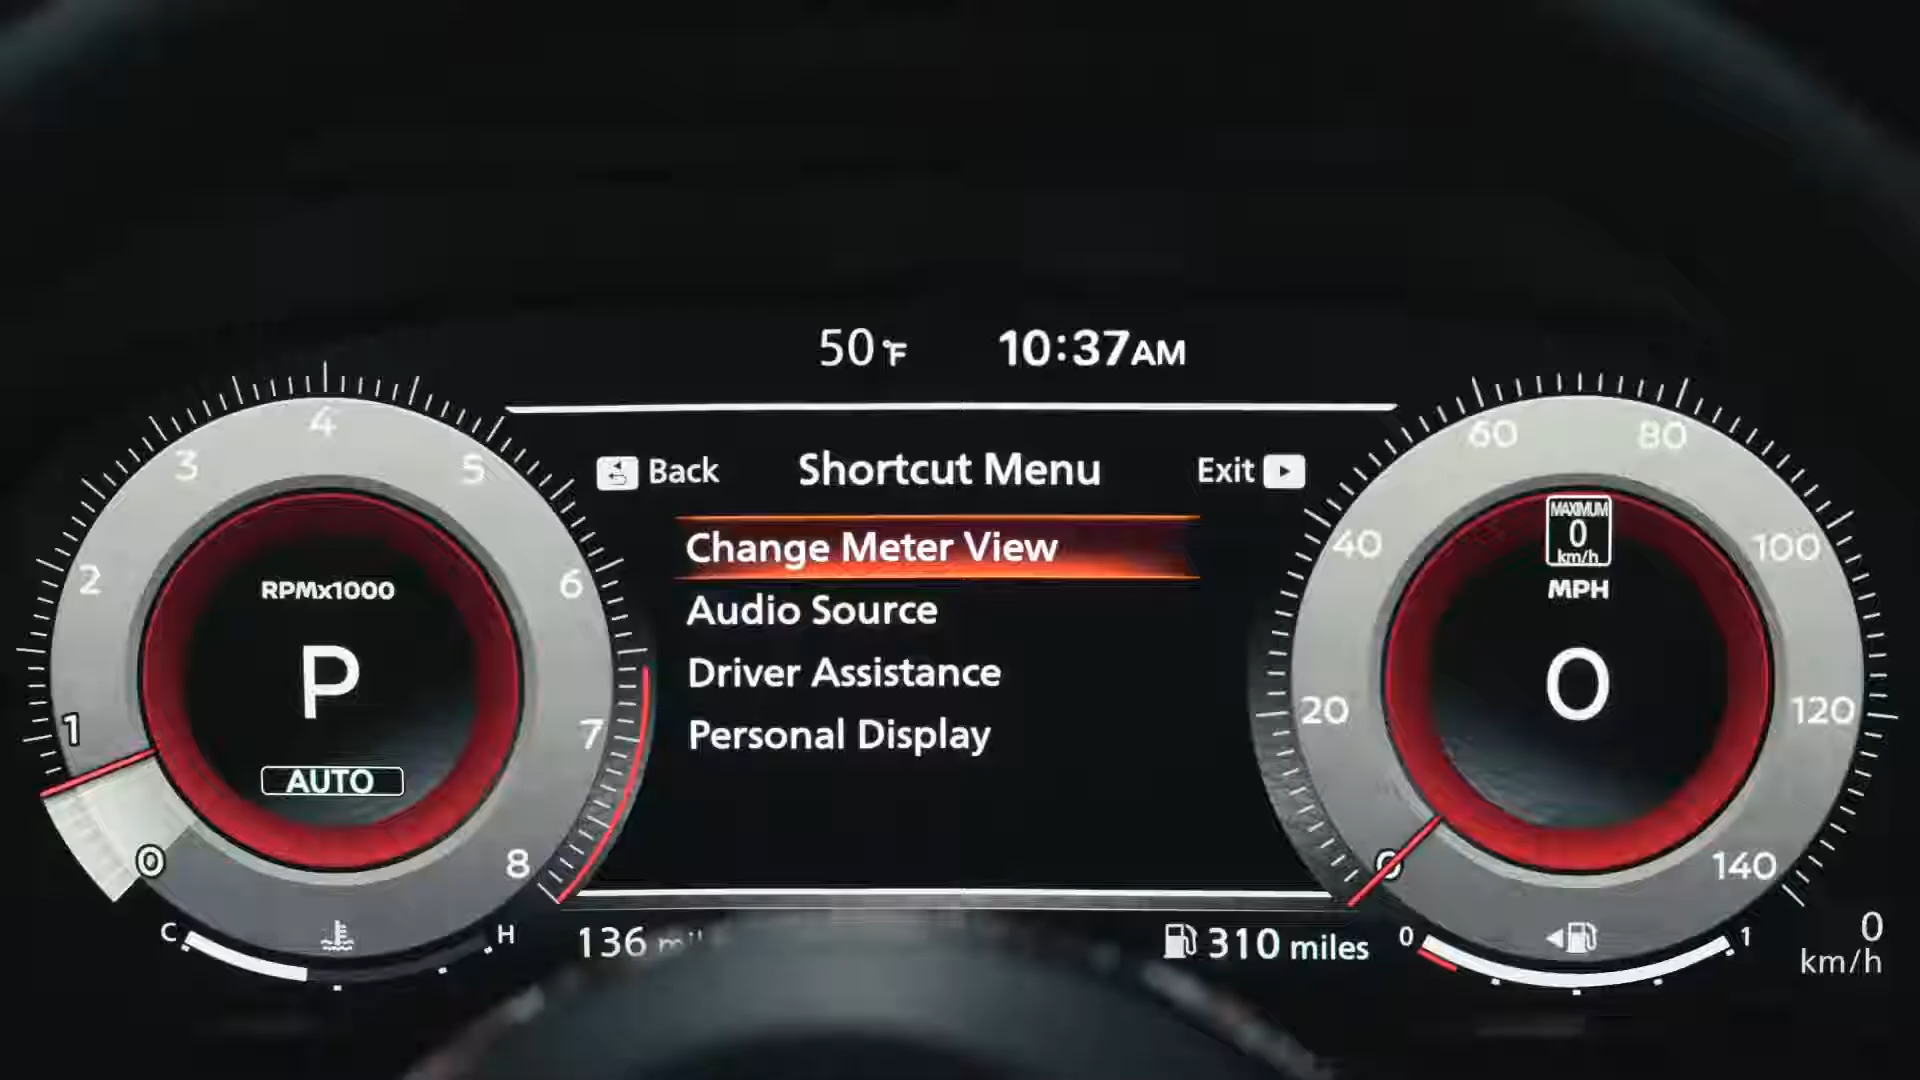 50°F 10:37AM
Back Shortcut Menu Exit
Change Meter View
Audio Source
Driver Assistance
Personal Display
0 1 2 3 4 5 6 7 8
RPMx1000
P
AUTO
C H
136
310 miles
0 20 40 60 80 100 120 140
MAXIMUM
0
km/h
MPH
0
0 1
0
km/h